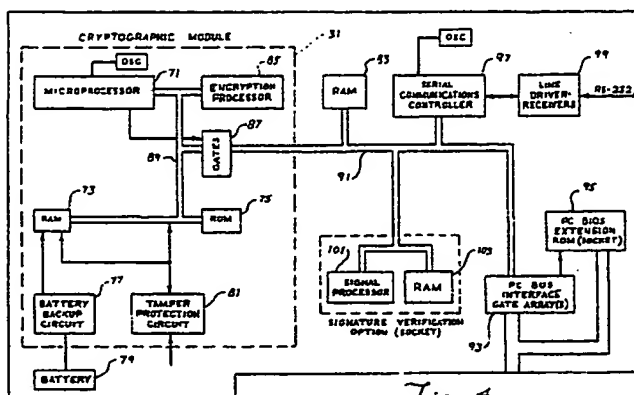 CRYPTOGRAPHIC MODULE
31
OSC
71
MICROPROCESSOR
85
ENCRYPTION
PROCESSOR
87
GATES
89
73
RAM
75
ROM
77
BATTERY
BACKUP
CIRCUIT
81
TAMPER
PROTECTION
CIRCUIT
79
BATTERY
83
RAM
OSC
97
SERIAL
COMMUNICATIONS
CONTROLLER
99
LINE
DRIVER-
RECEIVERS
RS-232
91
101
SIGNAL
PROCESSOR
103
RAM
SIGNATURE VERIFICATION
OPTION (SOCKET)
95
PC BIOS
EXTENSION
ROM (SOCKET)
PC BUS
INTERFACE
GATE ARRAY(S)
93
Fig. 4